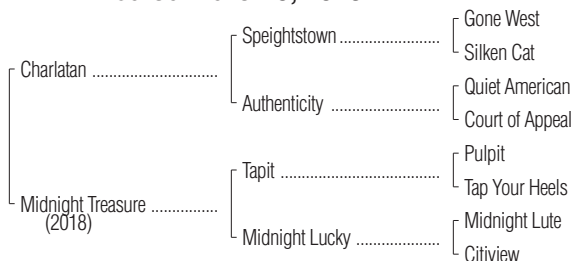 Gone West
Speightstown
Silken Cat
Charlatan
Quiet American
Authenticity
Court of Appeal
Pulpit
Tapit
Tap Your Heels
Midnight Treasure
(2018)
Midnight Lute
Midnight Lucky
Citiview